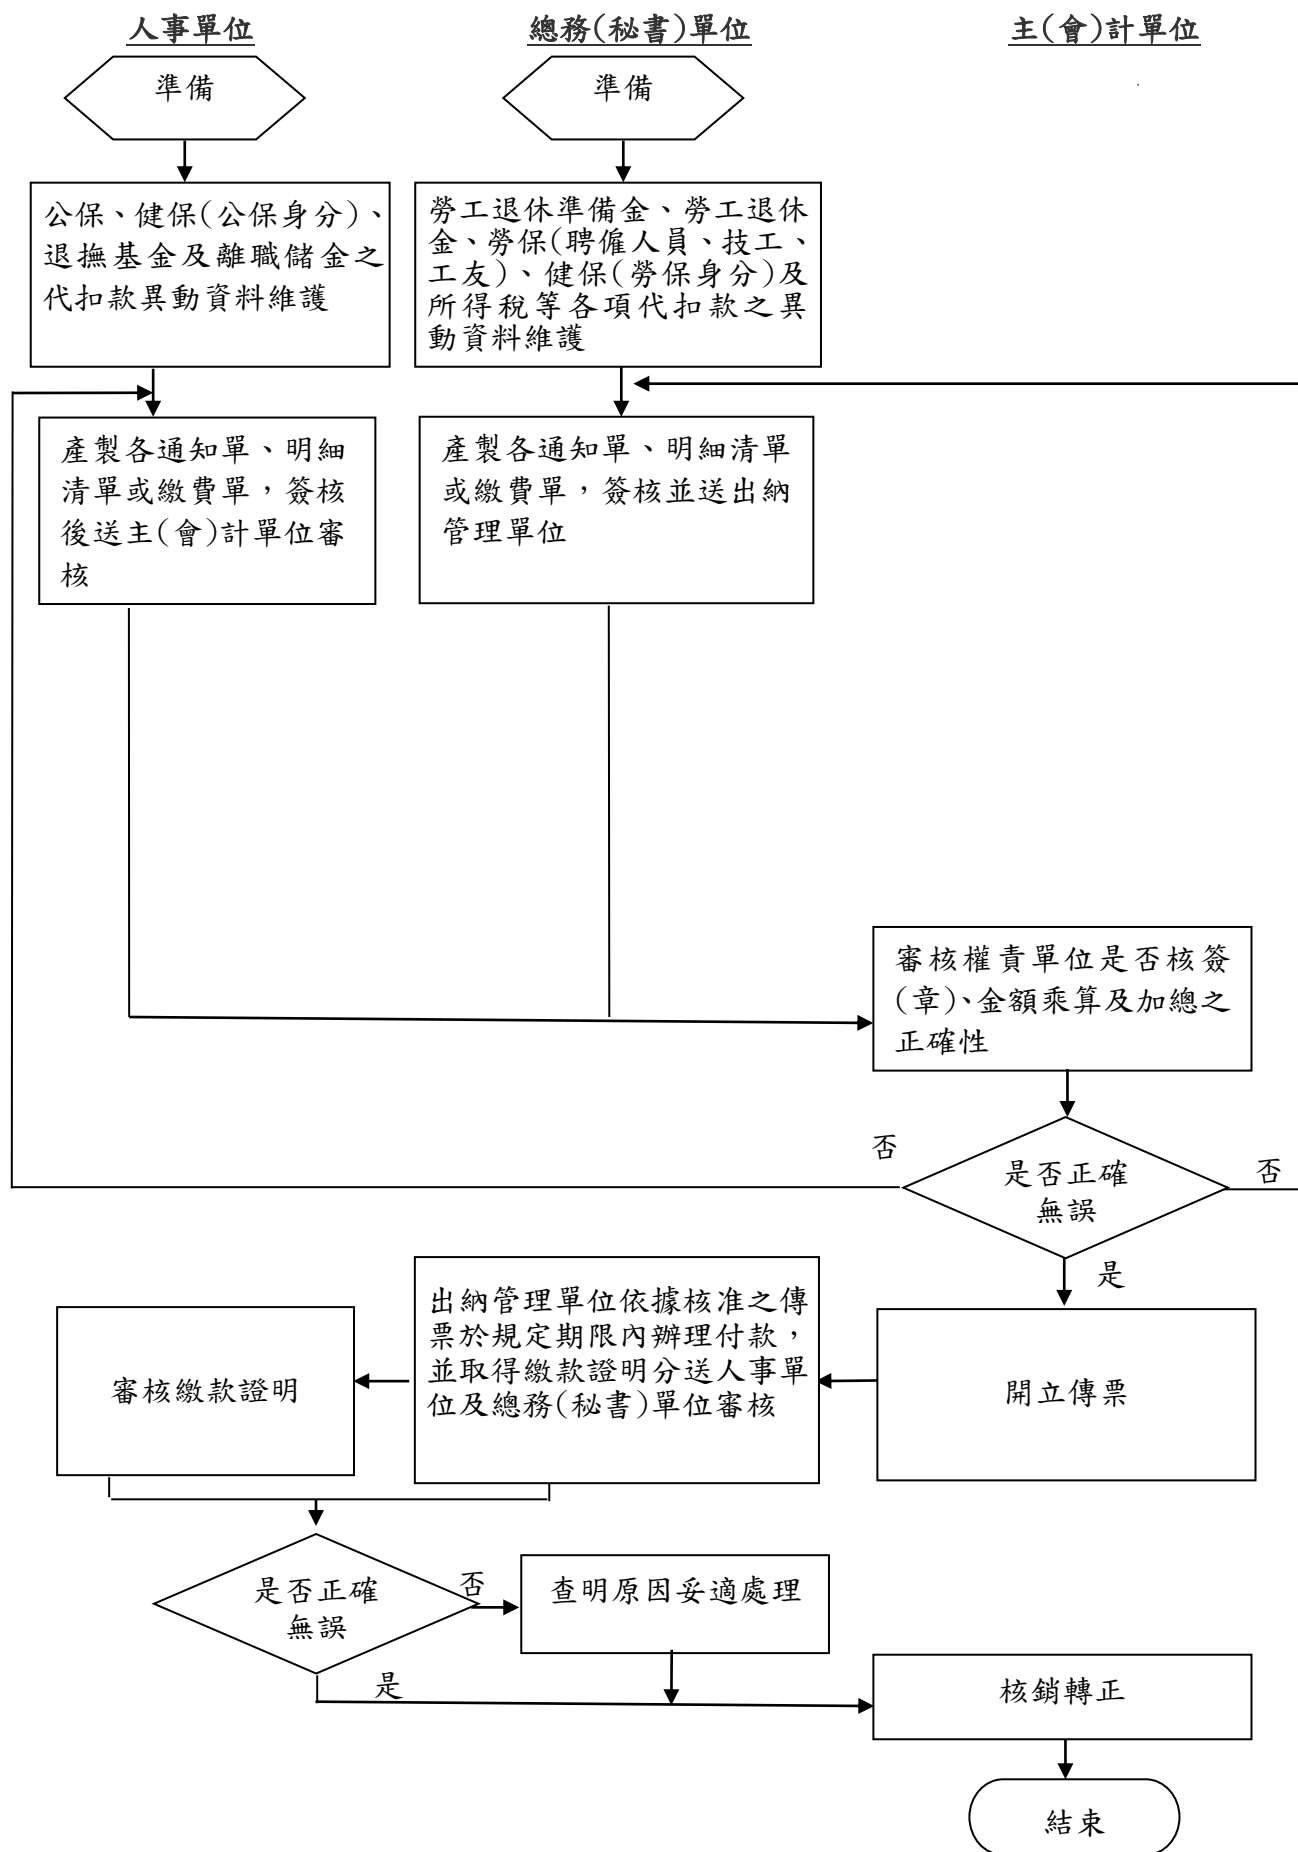 人事單位
總務(秘書)單位
主(會)計單位
準備
準備
公保、健保(公保身分)、
退撫基金及離職儲金之
代扣款異動資料維護
勞工退休準備金、勞工退休
金、勞保(聘僱人員、技工、
工友)、健保(勞保身分)及
所得稅等各項代扣款之異
動資料維護
產製各通知單、明細
清單或繳費單，簽核
後送主(會)計單位審
核
產製各通知單、明細清單
或繳費單，簽核並送出納
管理單位
審核權責單位是否核簽
(章)、金額乘算及加總之
正確性
否
是否正確
無誤
否
是
出納管理單位依據核准之傳
票於規定期限內辦理付款，
並取得繳款證明分送人事單
位及總務(秘書)單位審核
審核繳款證明
開立傳票
是否正確
無誤
否
查明原因妥適處理
是
核銷轉正
結束